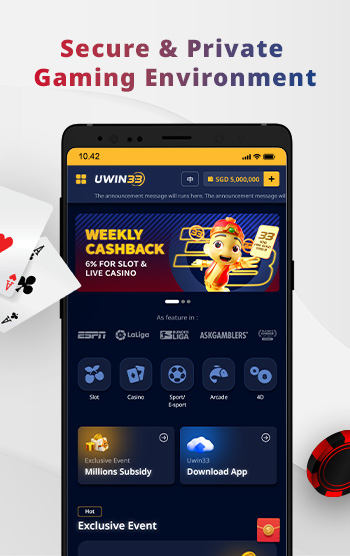 Secure & Private
Gaming Environment
10.42
UWIN33
中
SGD 5,000,000
+
The announcement message will runs here. The announcement message wil
WEEKLY
CASHBACK
6% FOR SLOT &
LIVE CASINO
33
As feature in :
ESPN
LaLiga
BUNDESLIGA
ASKGAMBLERS
Slot
Casino
Sport/
E-sport
Arcade
4D
Exclusive Event
Millions Subsidy
Uwin33
Download App
Hot
Exclusive Event
A
A
A